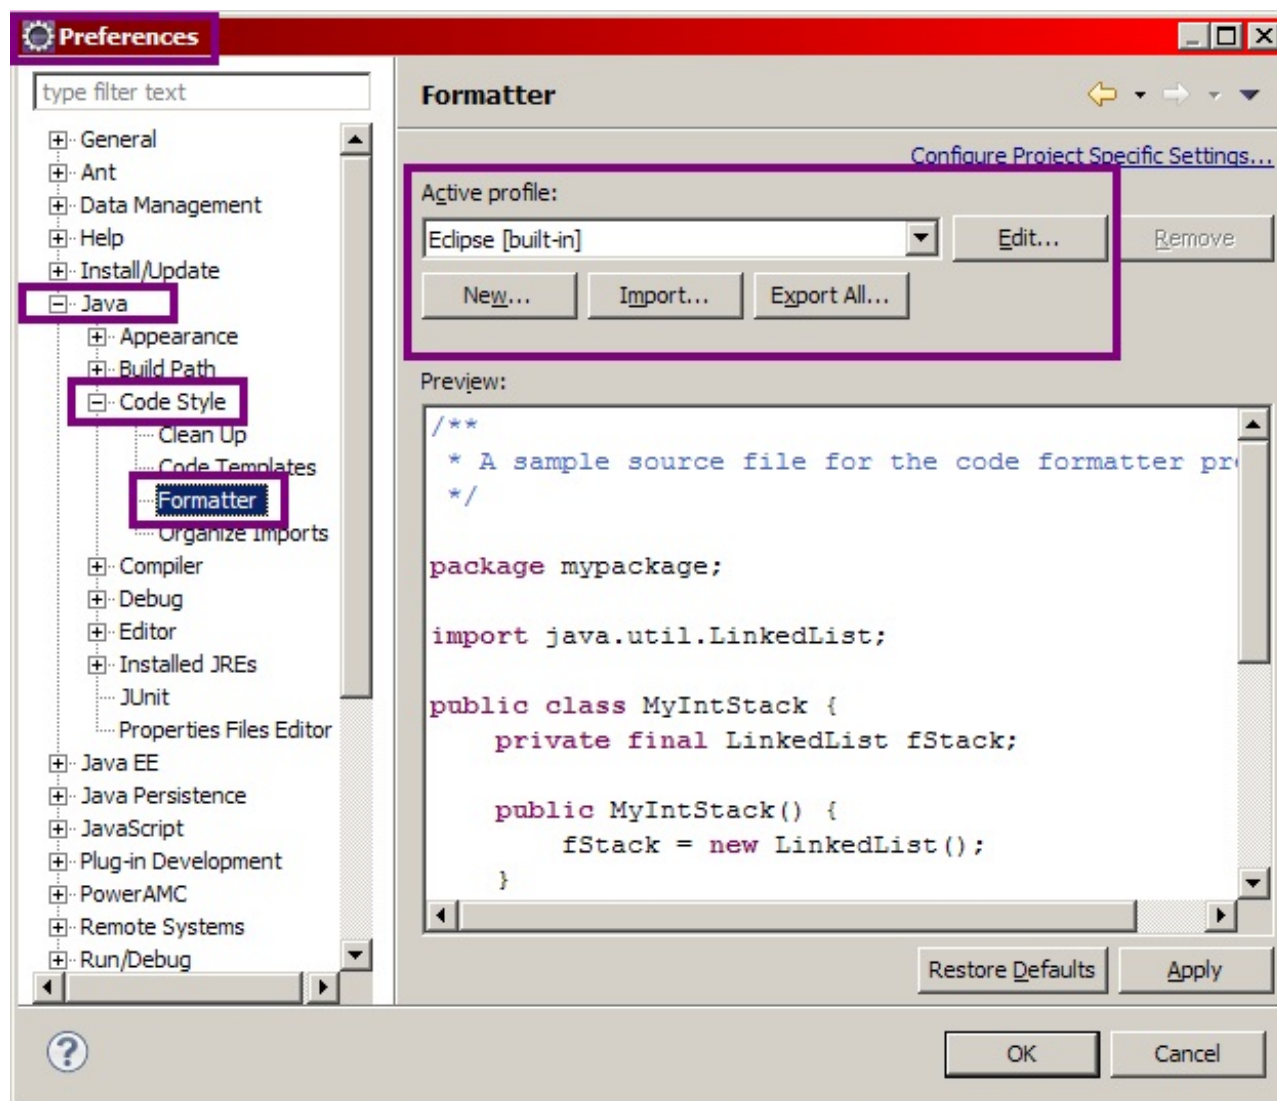 Preferences
type filter text
General
Ant
Data Management
Help
Install/Update
Java
Appearance
Build Path
Code Style
Clean Up
Code Templates
Formatter
Organize Imports
Compiler
Debug
Editor
Installed JREs
JUnit
Properties Files Editor
Java EE
Java Persistence
JavaScript
Plug-in Development
PowerAMC
Remote Systems
Run/Debug
Formatter
Configure Project Specific Settings...
Active profile:
Eclipse [built-in]
Edit...
Remove
New...
Import...
Export All...
Preview:
/**
* A sample source file for the code formatter pr
*/
package mypackage;
import java.util.LinkedList;
public class MyIntStack {
private final LinkedList fStack;
public MyIntStack() {
fStack = new LinkedList();
}
Restore Defaults
Apply
?
OK
Cancel